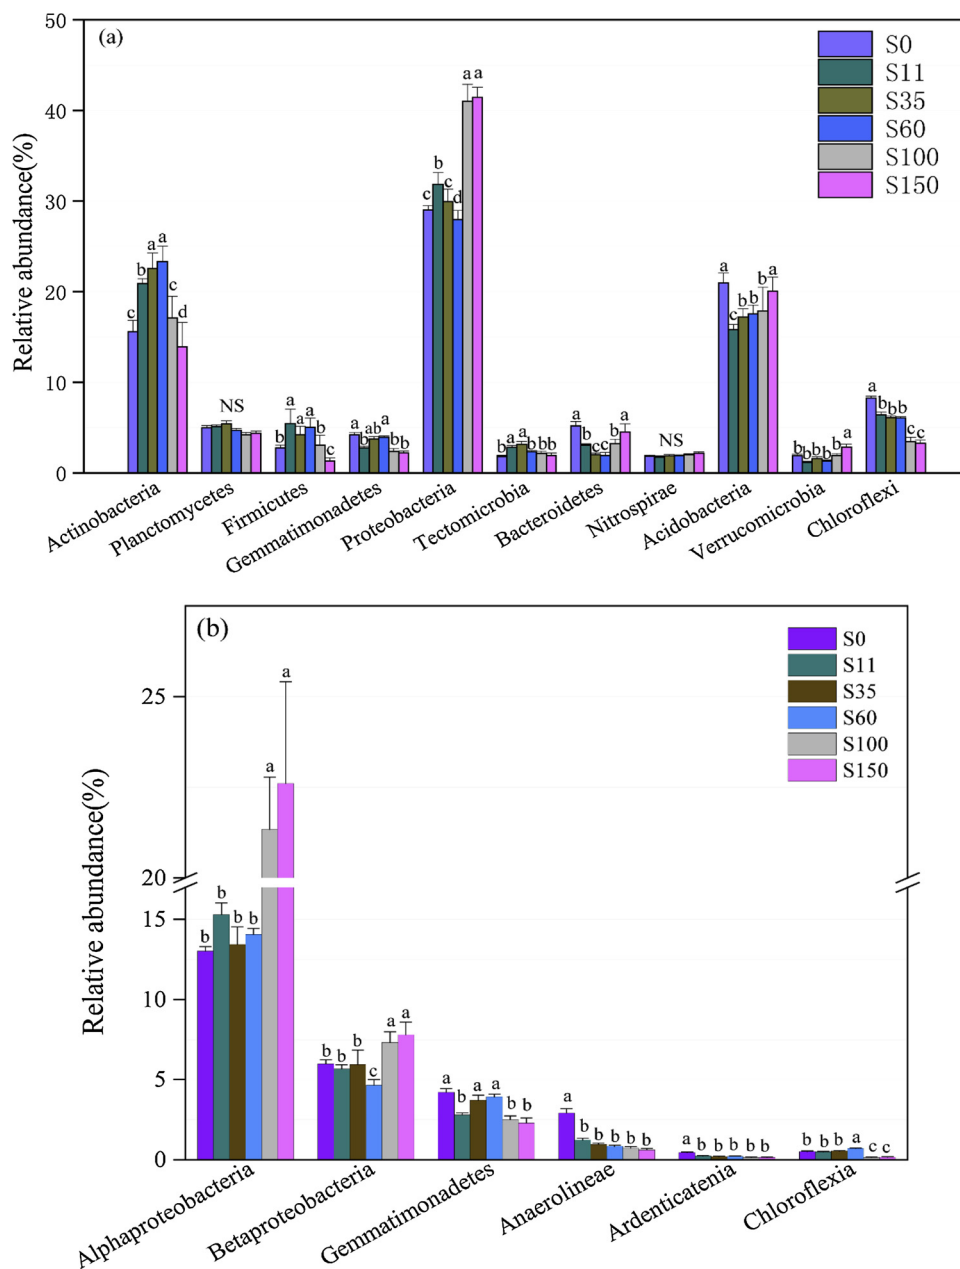 (a)
50
40
30
20
10
0
Relative abundance(%)
S0
S11
S35
S60
S100
S150
c b a a c d
NS
b a a a b c
a b ab a b b
c b c d a a
b a a b b b
a b c c b a
NS
a c b b b a
b b b b b a
a b b b c c
Actinobacteria
Planctomycetes
Firmicutes
Gemmatimonadetes
Proteobacteria
Tectomicrobia
Bacteroidetes
Nitrospirae
Acidobacteria
Verrucomicrobia
Chloroflexi
(b)
25
20
15
10
5
0
Relative abundance(%)
S0
S11
S35
S60
S100
S150
b b b b a a
b b b c a a
a b a a b b
a b b b b b
a b b b b b
b b b a c c
Alphaproteobacteria
Betaproteobacteria
Gemmatimonadetes
Anaerolineae
Ardenticatenia
Chloroflexia